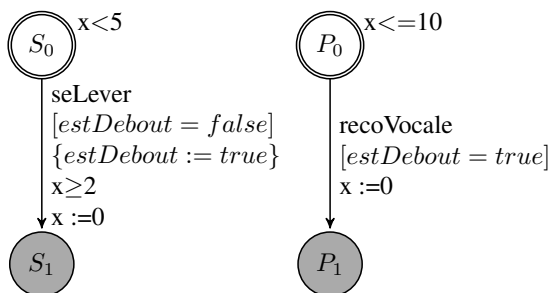 S0 x<5
seLever
[estDebout = false]
{estDebout := true}
x≥2
x :=0
S1
P0 x<=10
recoVocale
[estDebout = true]
x :=0
P1